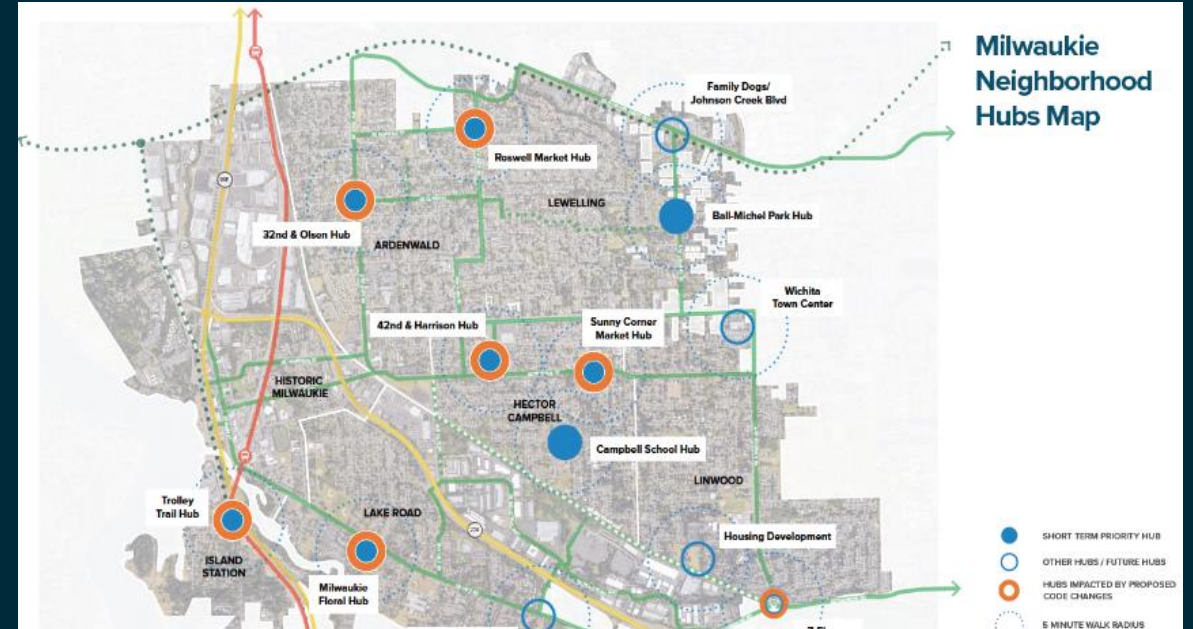 Milwaukie
Neighborhood
Hubs Map
Family Dogs/
Johnson Creek Blvd
Roswell Market Hub
LEWELLING
Ball-Michel Park Hub
32nd & Olsen Hub
ARDENWALD
Wichita
Town Center
42nd & Harrison Hub
Sunny Corner
Market Hub
HISTORIC
MILWAUKIE
HECTOR
CAMPBELL
Campbell School Hub
LINWOOD
Trolley
Trail Hub
LAKE ROAD
Housing Development
ISLAND
STATION
Milwaukie
Floral Hub
SHORT TERM PRIORITY HUB
OTHER HUBS / FUTURE HUBS
HUBS IMPACTED BY PROPOSED
CODE CHANGES
5 MINUTE WALK RADIUS